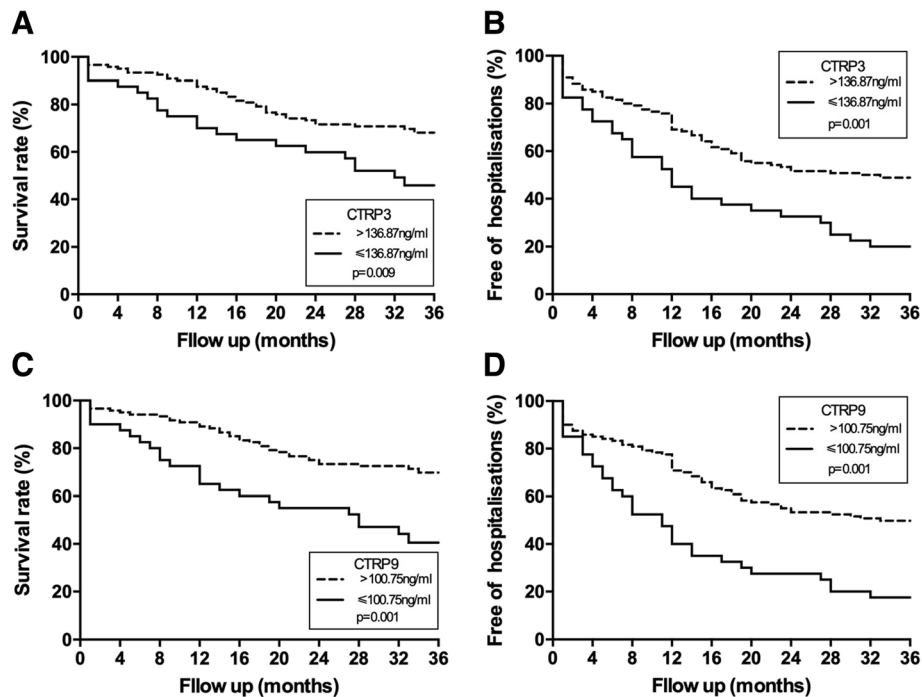 A
Survival rate (%)
100
80
60
40
20
0
CTRP3
>136.87ng/ml
≤136.87ng/ml
p=0.009
0 4 8 12 16 20 24 28 32 36
Fllow up (months)
B
Free of hospitalisations (%)
100
80
60
40
20
0
CTRP3
>136.87ng/ml
≤136.87ng/ml
p=0.001
0 4 8 12 16 20 24 28 32 36
Fllow up (months)
C
Survival rate (%)
100
80
60
40
20
0
CTRP9
>100.75ng/ml
≤100.75ng/ml
p=0.001
0 4 8 12 16 20 24 28 32 36
Fllow up (months)
D
Free of hospitalisations (%)
100
80
60
40
20
0
CTRP9
>100.75ng/ml
≤100.75ng/ml
p=0.001
0 4 8 12 16 20 24 28 32 36
Fllow up (months)